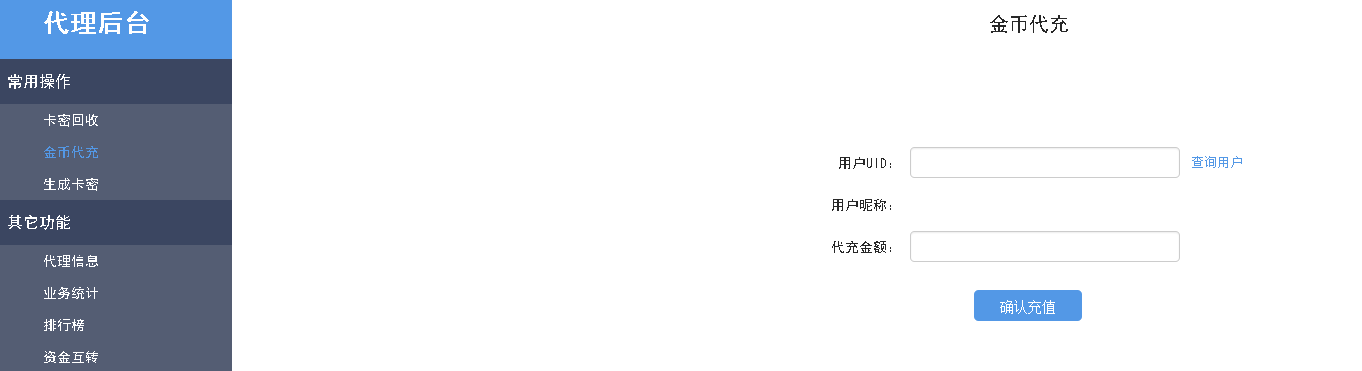 代理后台
常用操作
卡密回收
金币代充
生成卡密
其它功能
代理信息
业务统计
排行榜
资金互转
金币代充
用户UID： 查询用户
用户昵称：
代充金额：
确认充值